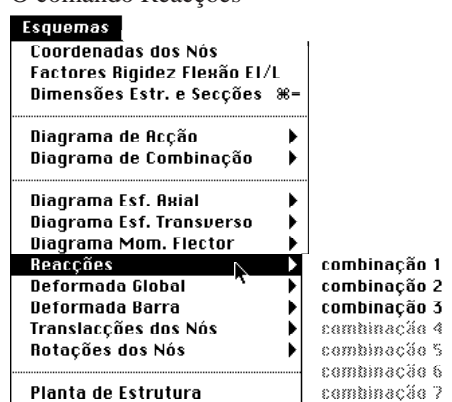 O comando Reacções
Esquemas
Coordenadas dos Nós
Factores Rigidez Flexão EI/L
Dimensões Estr. e Secções ⌘=
Diagrama de Acção
Diagrama de Combinação
Diagrama Esf. Axial
Diagrama Esf. Transverso
Diagrama Mom. Flector
Reacções
combinação 1
Deformada Global
combinação 2
Deformada Barra
combinação 3
Translacções dos Nós
combinação 4
Rotações dos Nós
combinação 5
combinação 6
Planta de Estrutura
combinação 7